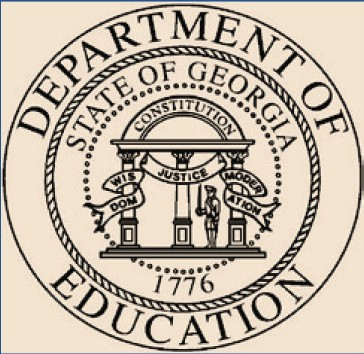 DEPARTMENT OF
EDUCATION
STATE OF GEORGIA
CONSTITUTION
WIS
DOM
JUSTICE
MODER
ATION
1776